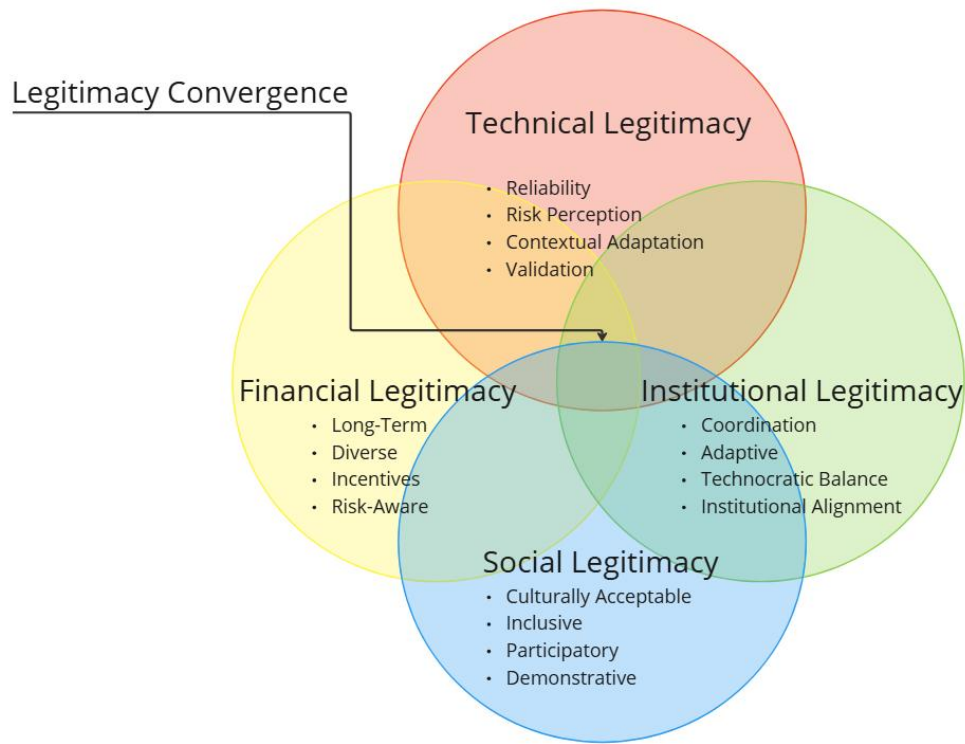 Legitimacy Convergence
Technical Legitimacy
• Reliability
• Risk Perception
• Contextual Adaptation
• Validation
Financial Legitimacy
• Long-Term
• Diverse
• Incentives
• Risk-Aware
Institutional Legitimacy
• Coordination
• Adaptive
• Technocratic Balance
• Institutional Alignment
Social Legitimacy
• Culturally Acceptable
• Inclusive
• Participatory
• Demonstrative